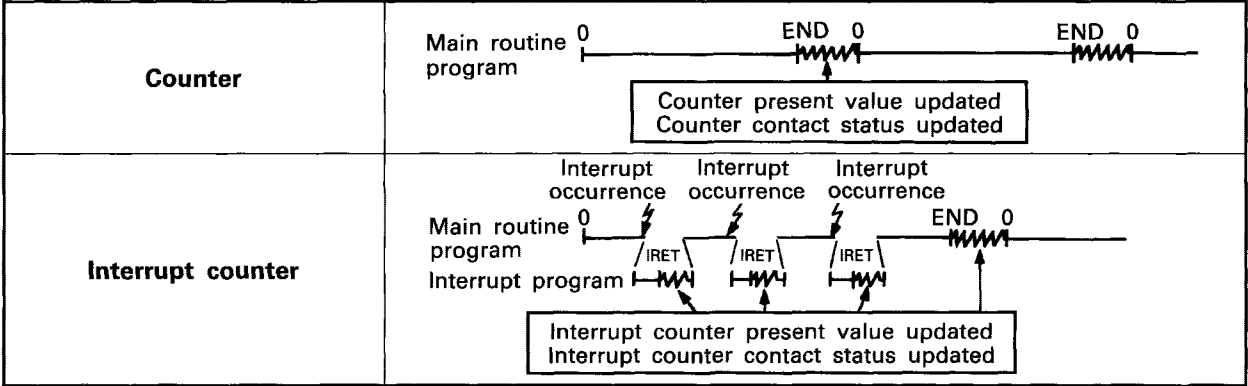 Counter
Main routine
program
0
END 0
END 0
Counter present value updated
Counter contact status updated
Interrupt counter
Interrupt
occurrence
Interrupt
occurrence
Interrupt
occurrence
Main routine
program
0
END 0
IRET
IRET
IRET
Interrupt program
Interrupt counter present value updated
Interrupt counter contact status updated